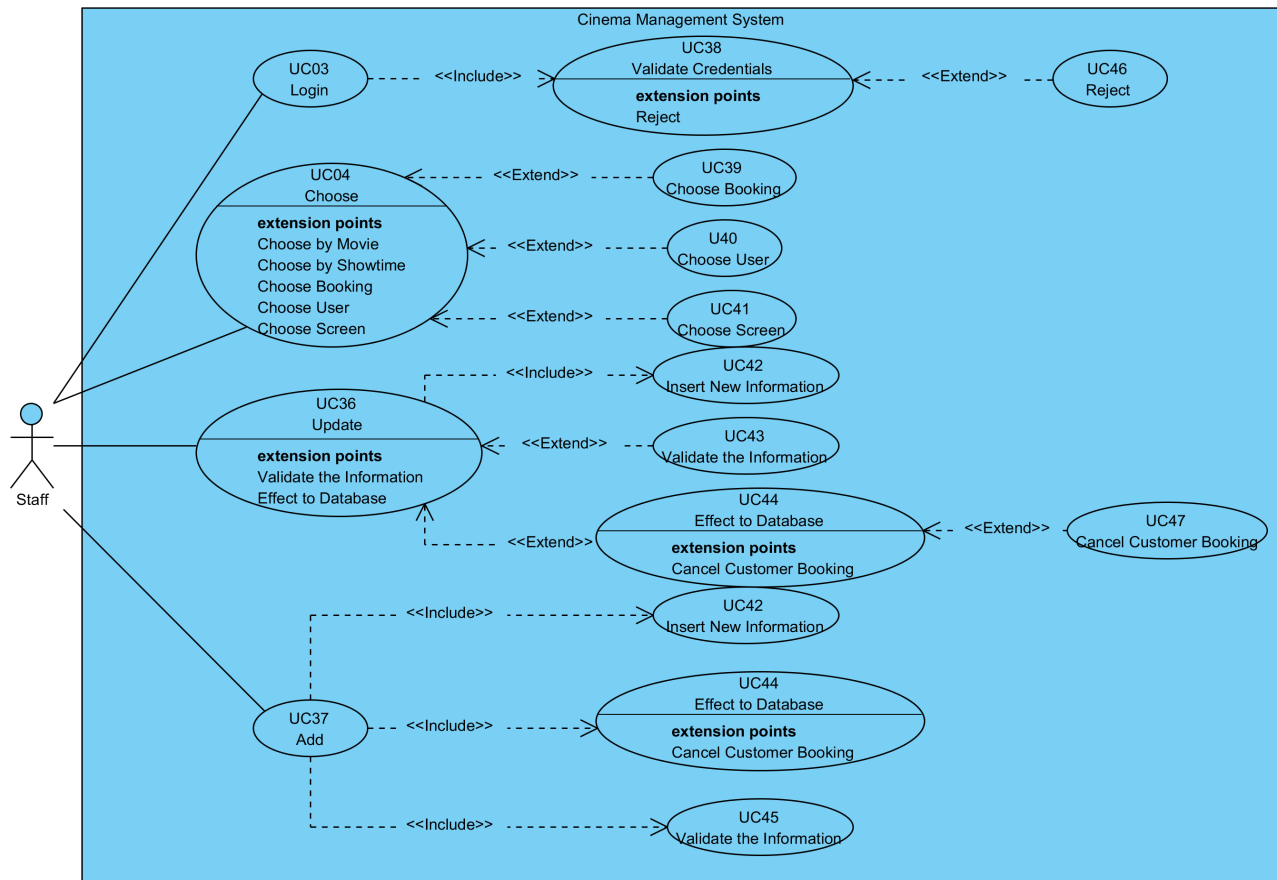 Cinema Management System
UC03
Login
<<Include>>
UC38
Validate Credentials
extension points
Reject
<<Extend>>
UC46
Reject
UC04
Choose
extension points
Choose by Movie
Choose by Showtime
Choose Booking
Choose User
Choose Screen
<<Extend>>
UC39
Choose Booking
<<Extend>>
U40
Choose User
<<Extend>>
UC41
Choose Screen
Staff
UC36
Update
extension points
Validate the Information
Effect to Database
<<Include>>
UC42
Insert New Information
<<Extend>>
UC43
Validate the Information
<<Extend>>
UC44
Effect to Database
extension points
Cancel Customer Booking
<<Extend>>
UC47
Cancel Customer Booking
UC37
Add
<<Include>>
UC42
Insert New Information
<<Include>>
UC44
Effect to Database
extension points
Cancel Customer Booking
<<Include>>
UC45
Validate the Information